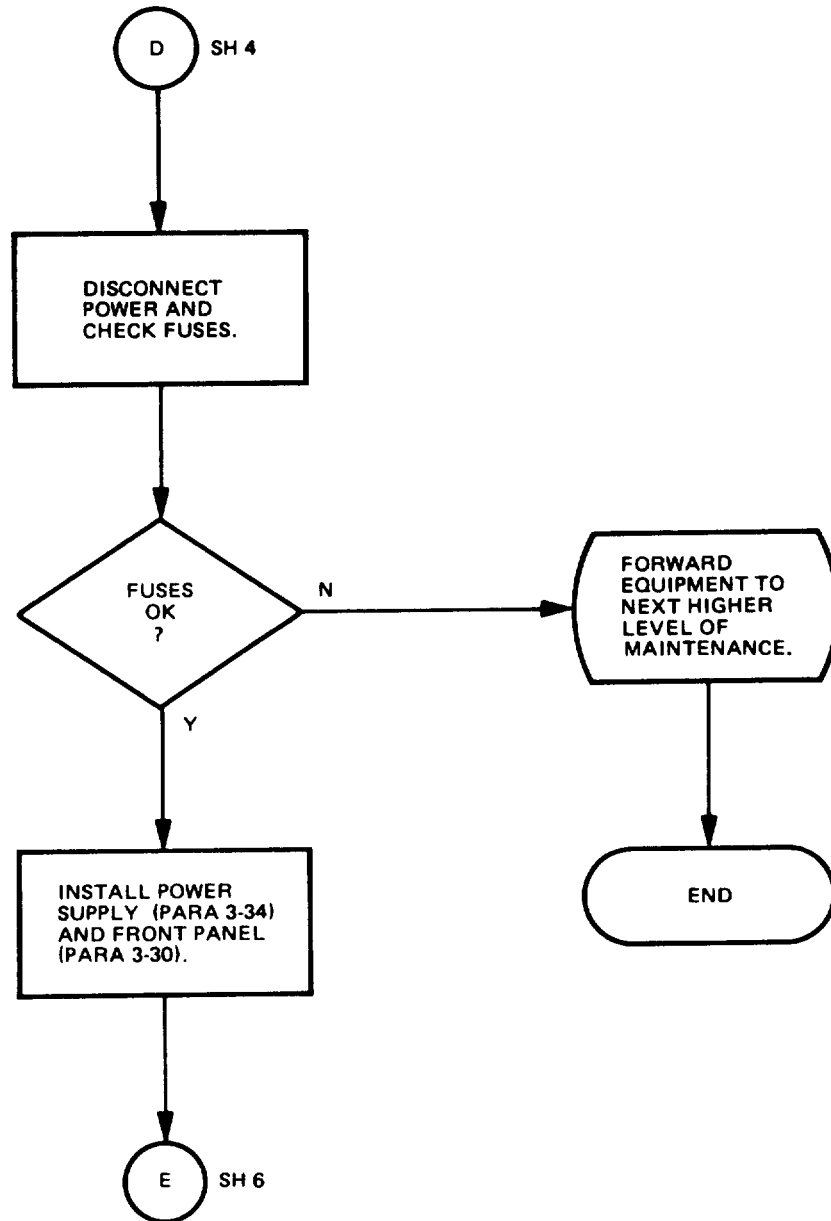 D SH 4
DISCONNECT
POWER AND
CHECK FUSES.
FUSES
OK
?
N
Y
FORWARD
EQUIPMENT TO
NEXT HIGHER
LEVEL OF
MAINTENANCE.
END
INSTALL POWER
SUPPLY (PARA 3-34)
AND FRONT PANEL
(PARA 3-30).
E SH 6